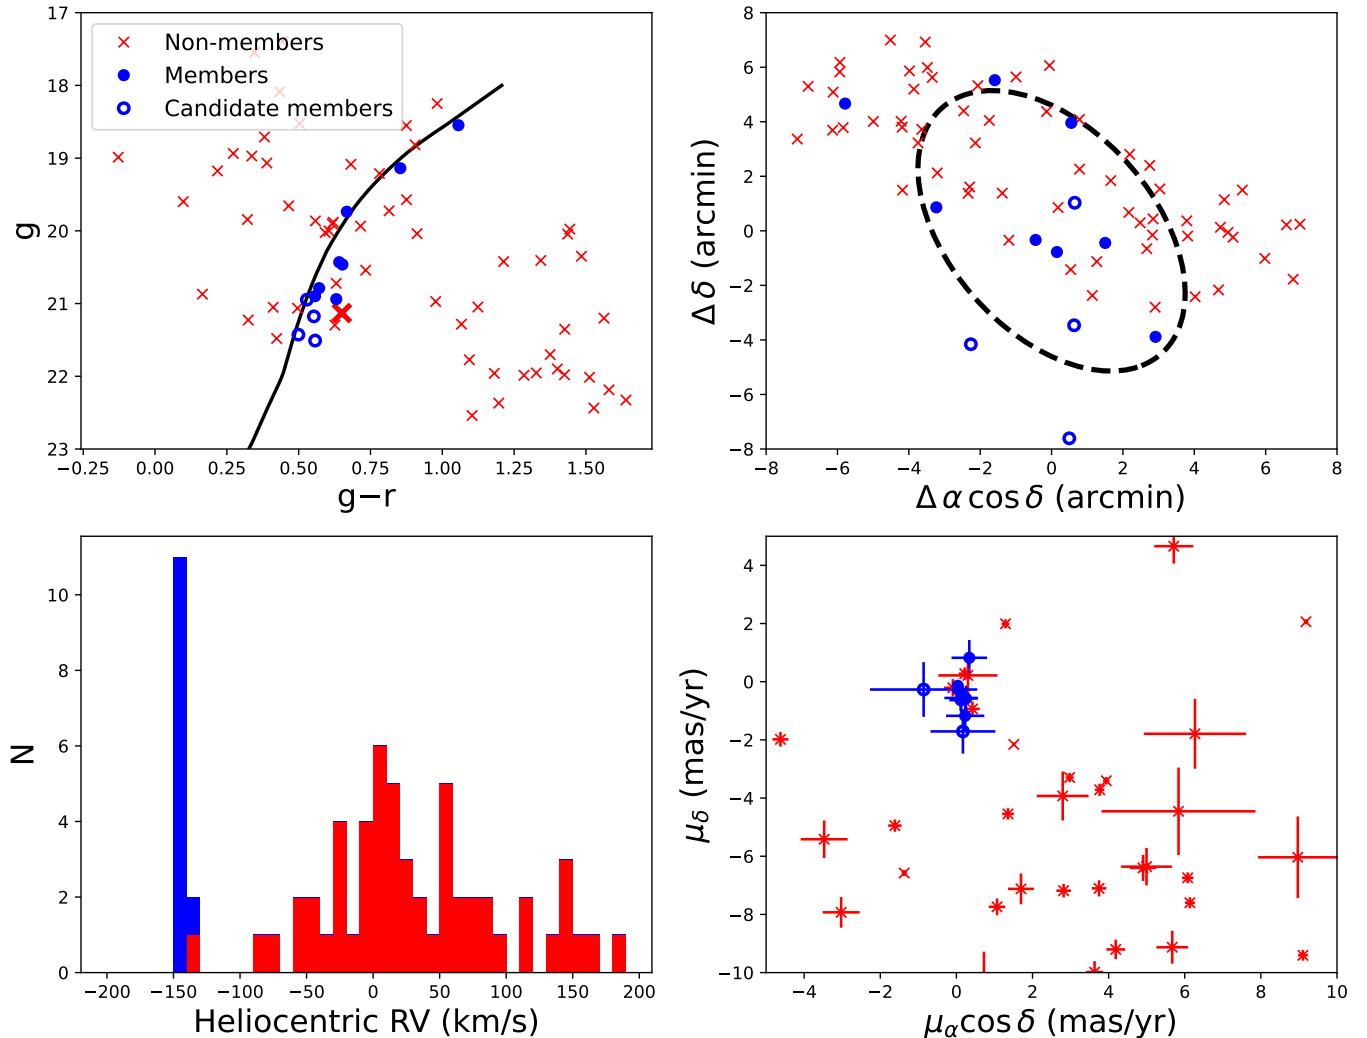 17
18
19
20
21
22
23
g
Non-members
Members
Candidate members
−0.25 0.00 0.25 0.50 0.75 1.00 1.25 1.50
g−r
8
6
4
2
0
−2
−4
−6
−8
Δ δ (arcmin)
−8 −6 −4 −2 0 2 4 6 8
Δ α cos δ (arcmin)
10
8
6
4
2
0
N
−200 −150 −100 −50 0 50 100 150 200
Heliocentric RV (km/s)
4
2
0
−2
−4
−6
−8
−10
μδ (mas/yr)
−4 −2 0 2 4 6 8 10
μα cos δ (mas/yr)